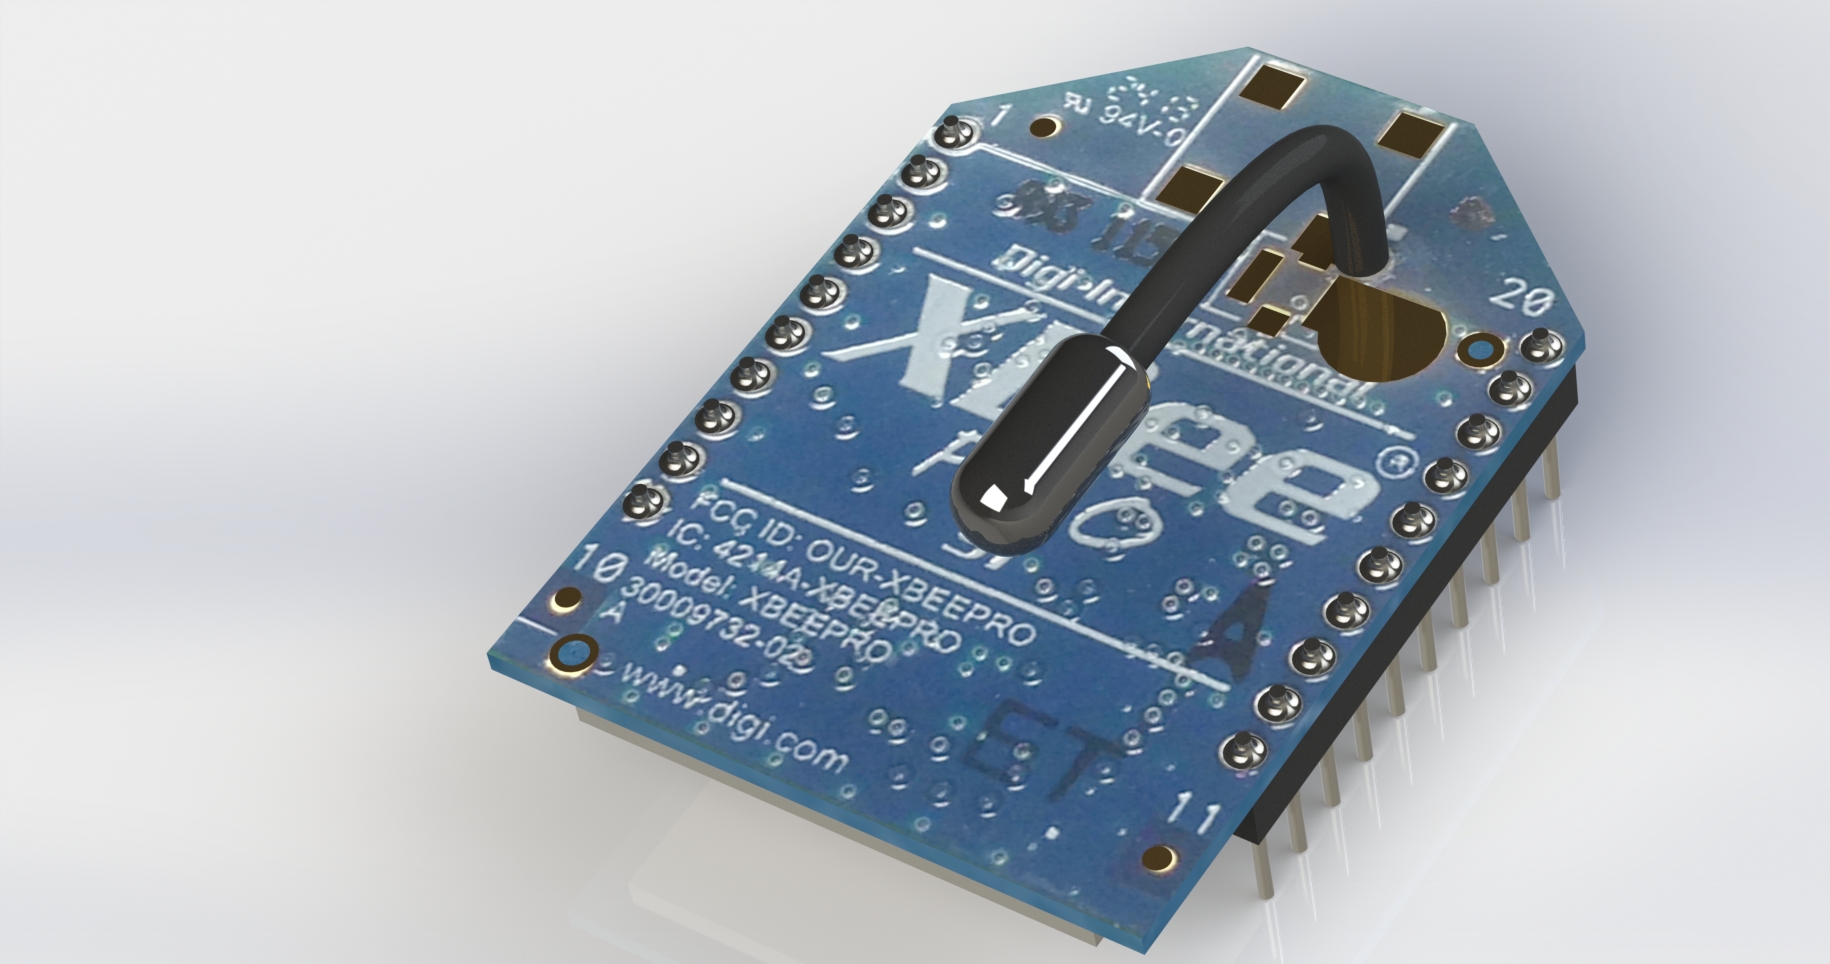 1
94V-0
20
XBee®
FCC ID: OUR-XBEEPRO
IC: 4214A-XBEEPRO
Model: XBEEPRO
10
30009732-02
A
www.digi.com
A
ET
11